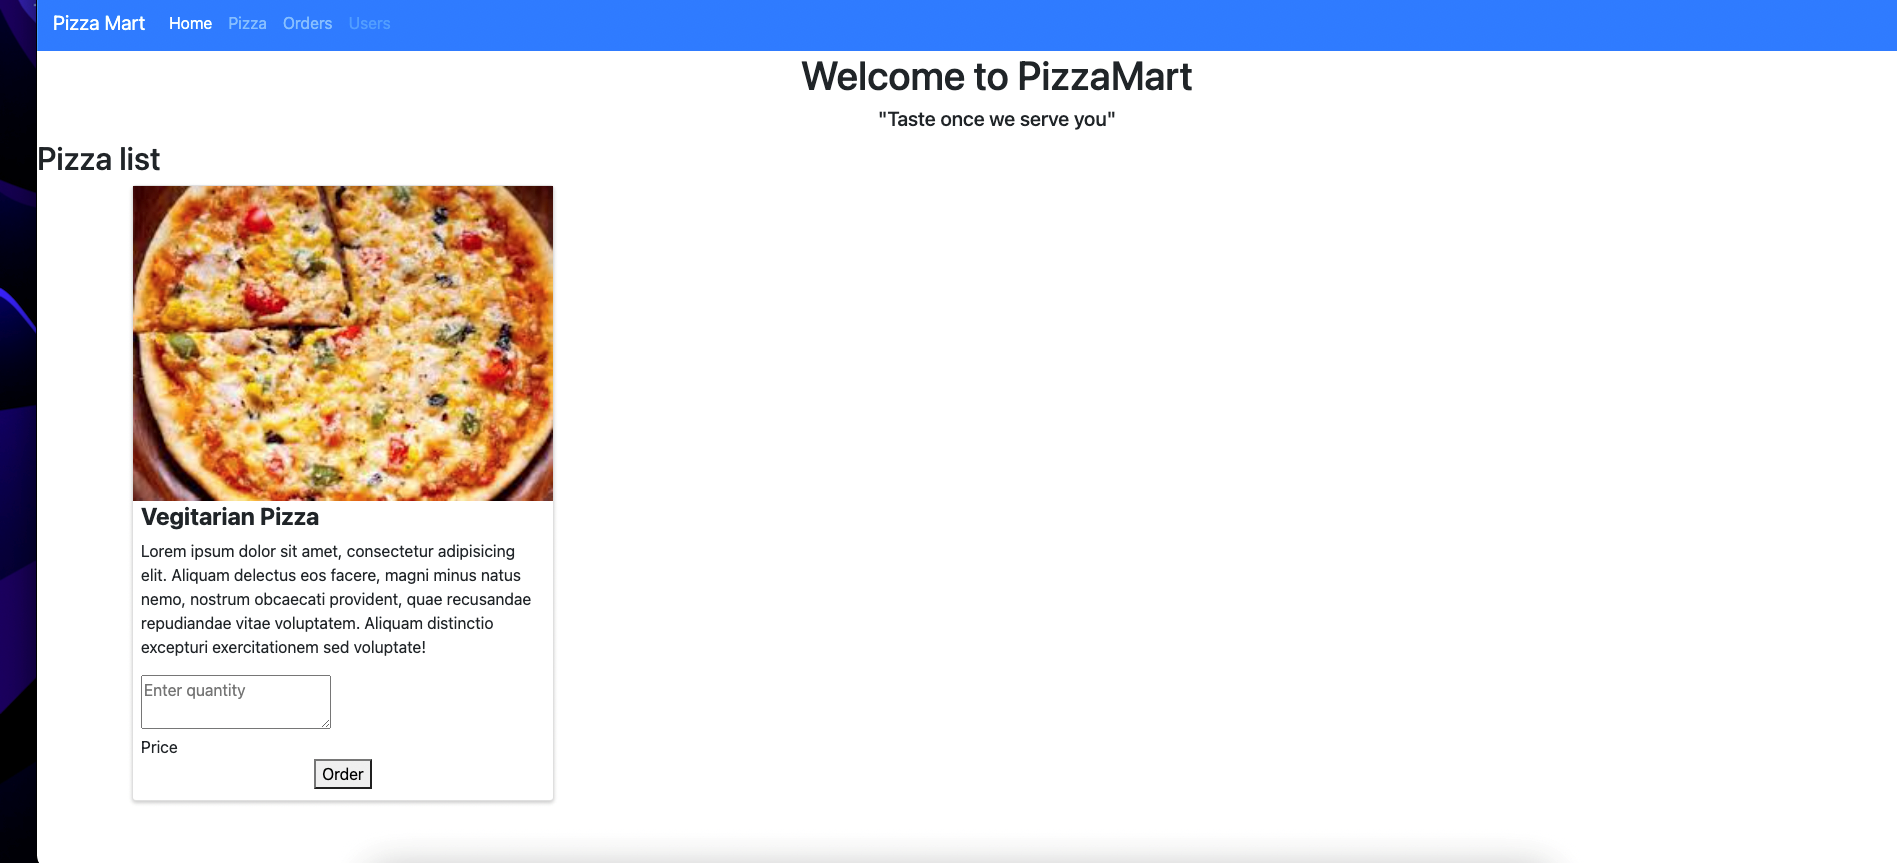 Pizza Mart Home Pizza Orders Users
Welcome to PizzaMart
"Taste once we serve you"
Pizza list
Vegitarian Pizza
Lorem ipsum dolor sit amet, consectetur adipisicing
elit. Aliquam delectus eos facere, magni minus natus
nemo, nostrum obcaecati provident, quae recusandae
repudiandae vitae voluptatem. Aliquam distinctio
excepturi exercitationem sed voluptate!
Enter quantity
Price
Order